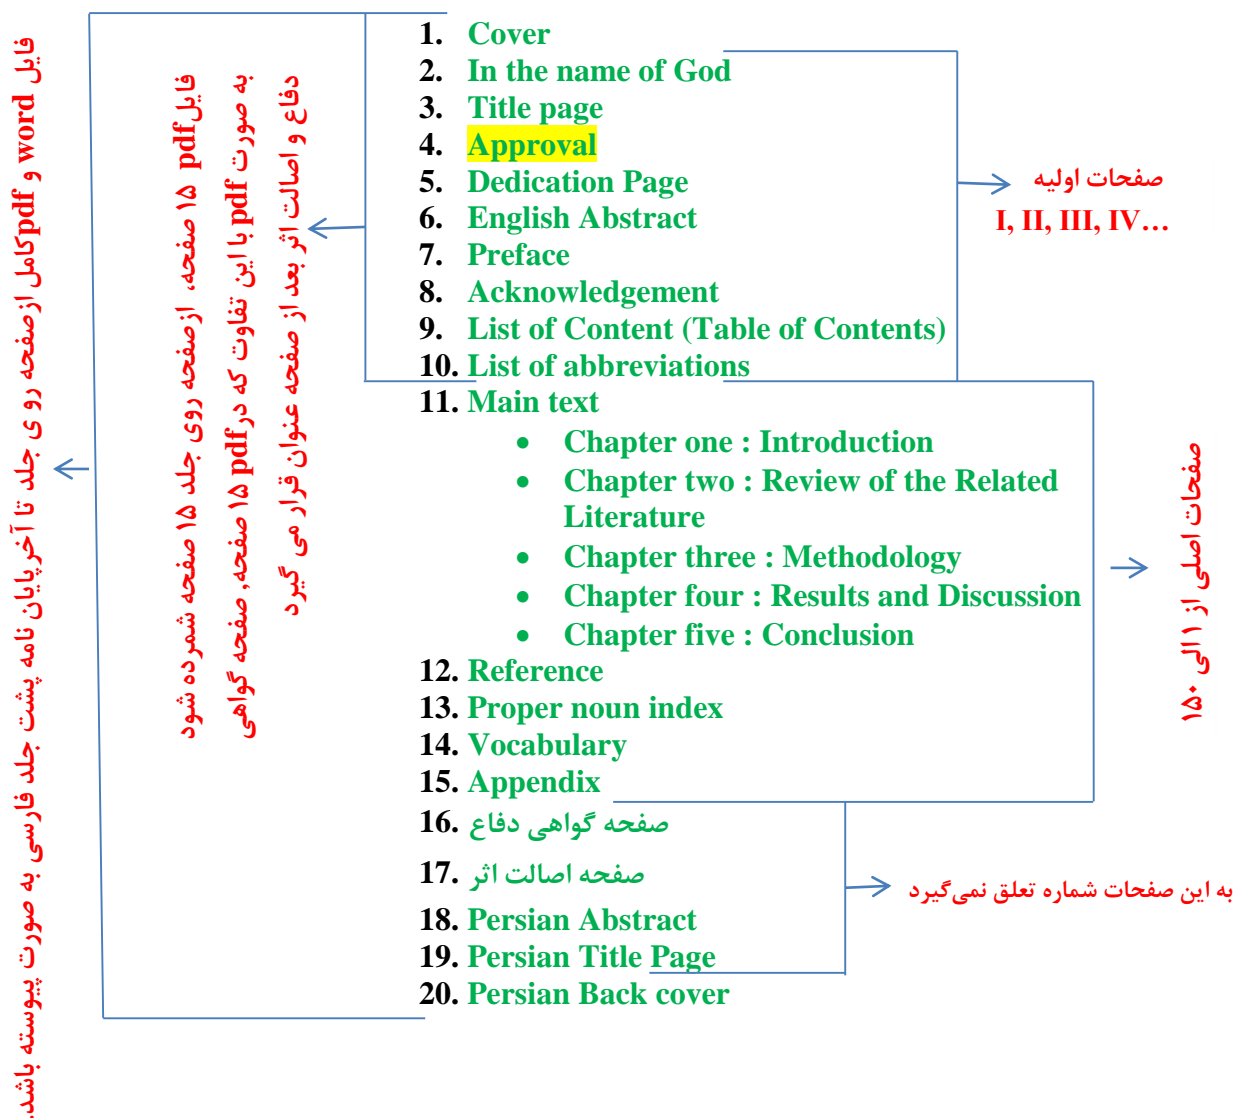 1. Cover
2. In the name of God
3. Title page
4. Approval
5. Dedication Page
6. English Abstract
7. Preface
8. Acknowledgement
9. List of Content (Table of Contents)
10. List of abbreviations
11. Main text
• Chapter one : Introduction
• Chapter two : Review of the Related
Literature
• Chapter three : Methodology
• Chapter four : Results and Discussion
• Chapter five : Conclusion
12. Reference
13. Proper noun index
14. Vocabulary
15. Appendix
16. صفحه گواهی دفاع
17. صفحه اصالت اثر
18. Persian Abstract
19. Persian Title Page
20. Persian Back cover
صفحات اولیه
I, II, III, IV…
صفحات اصلی از ۱ الی ۱۵۰
به این صفحات شماره تعلق نمی‌گیرد
فایل pdf ۱۵ صفحه، ازصفحه روی جلد ۱۵ صفحه شمرده شود
به صورت pdf با این تفاوت که در pdf ۱۵ صفحه, صفحه گواهی
دفاع و اصالت اثر بعد از صفحه عنوان قرار می گیرد
فایل word و pdf کامل ازصفحه رو ی جلد تا آخرپایان نامه پشت جلد فارسی به صورت پیوسته باشد.